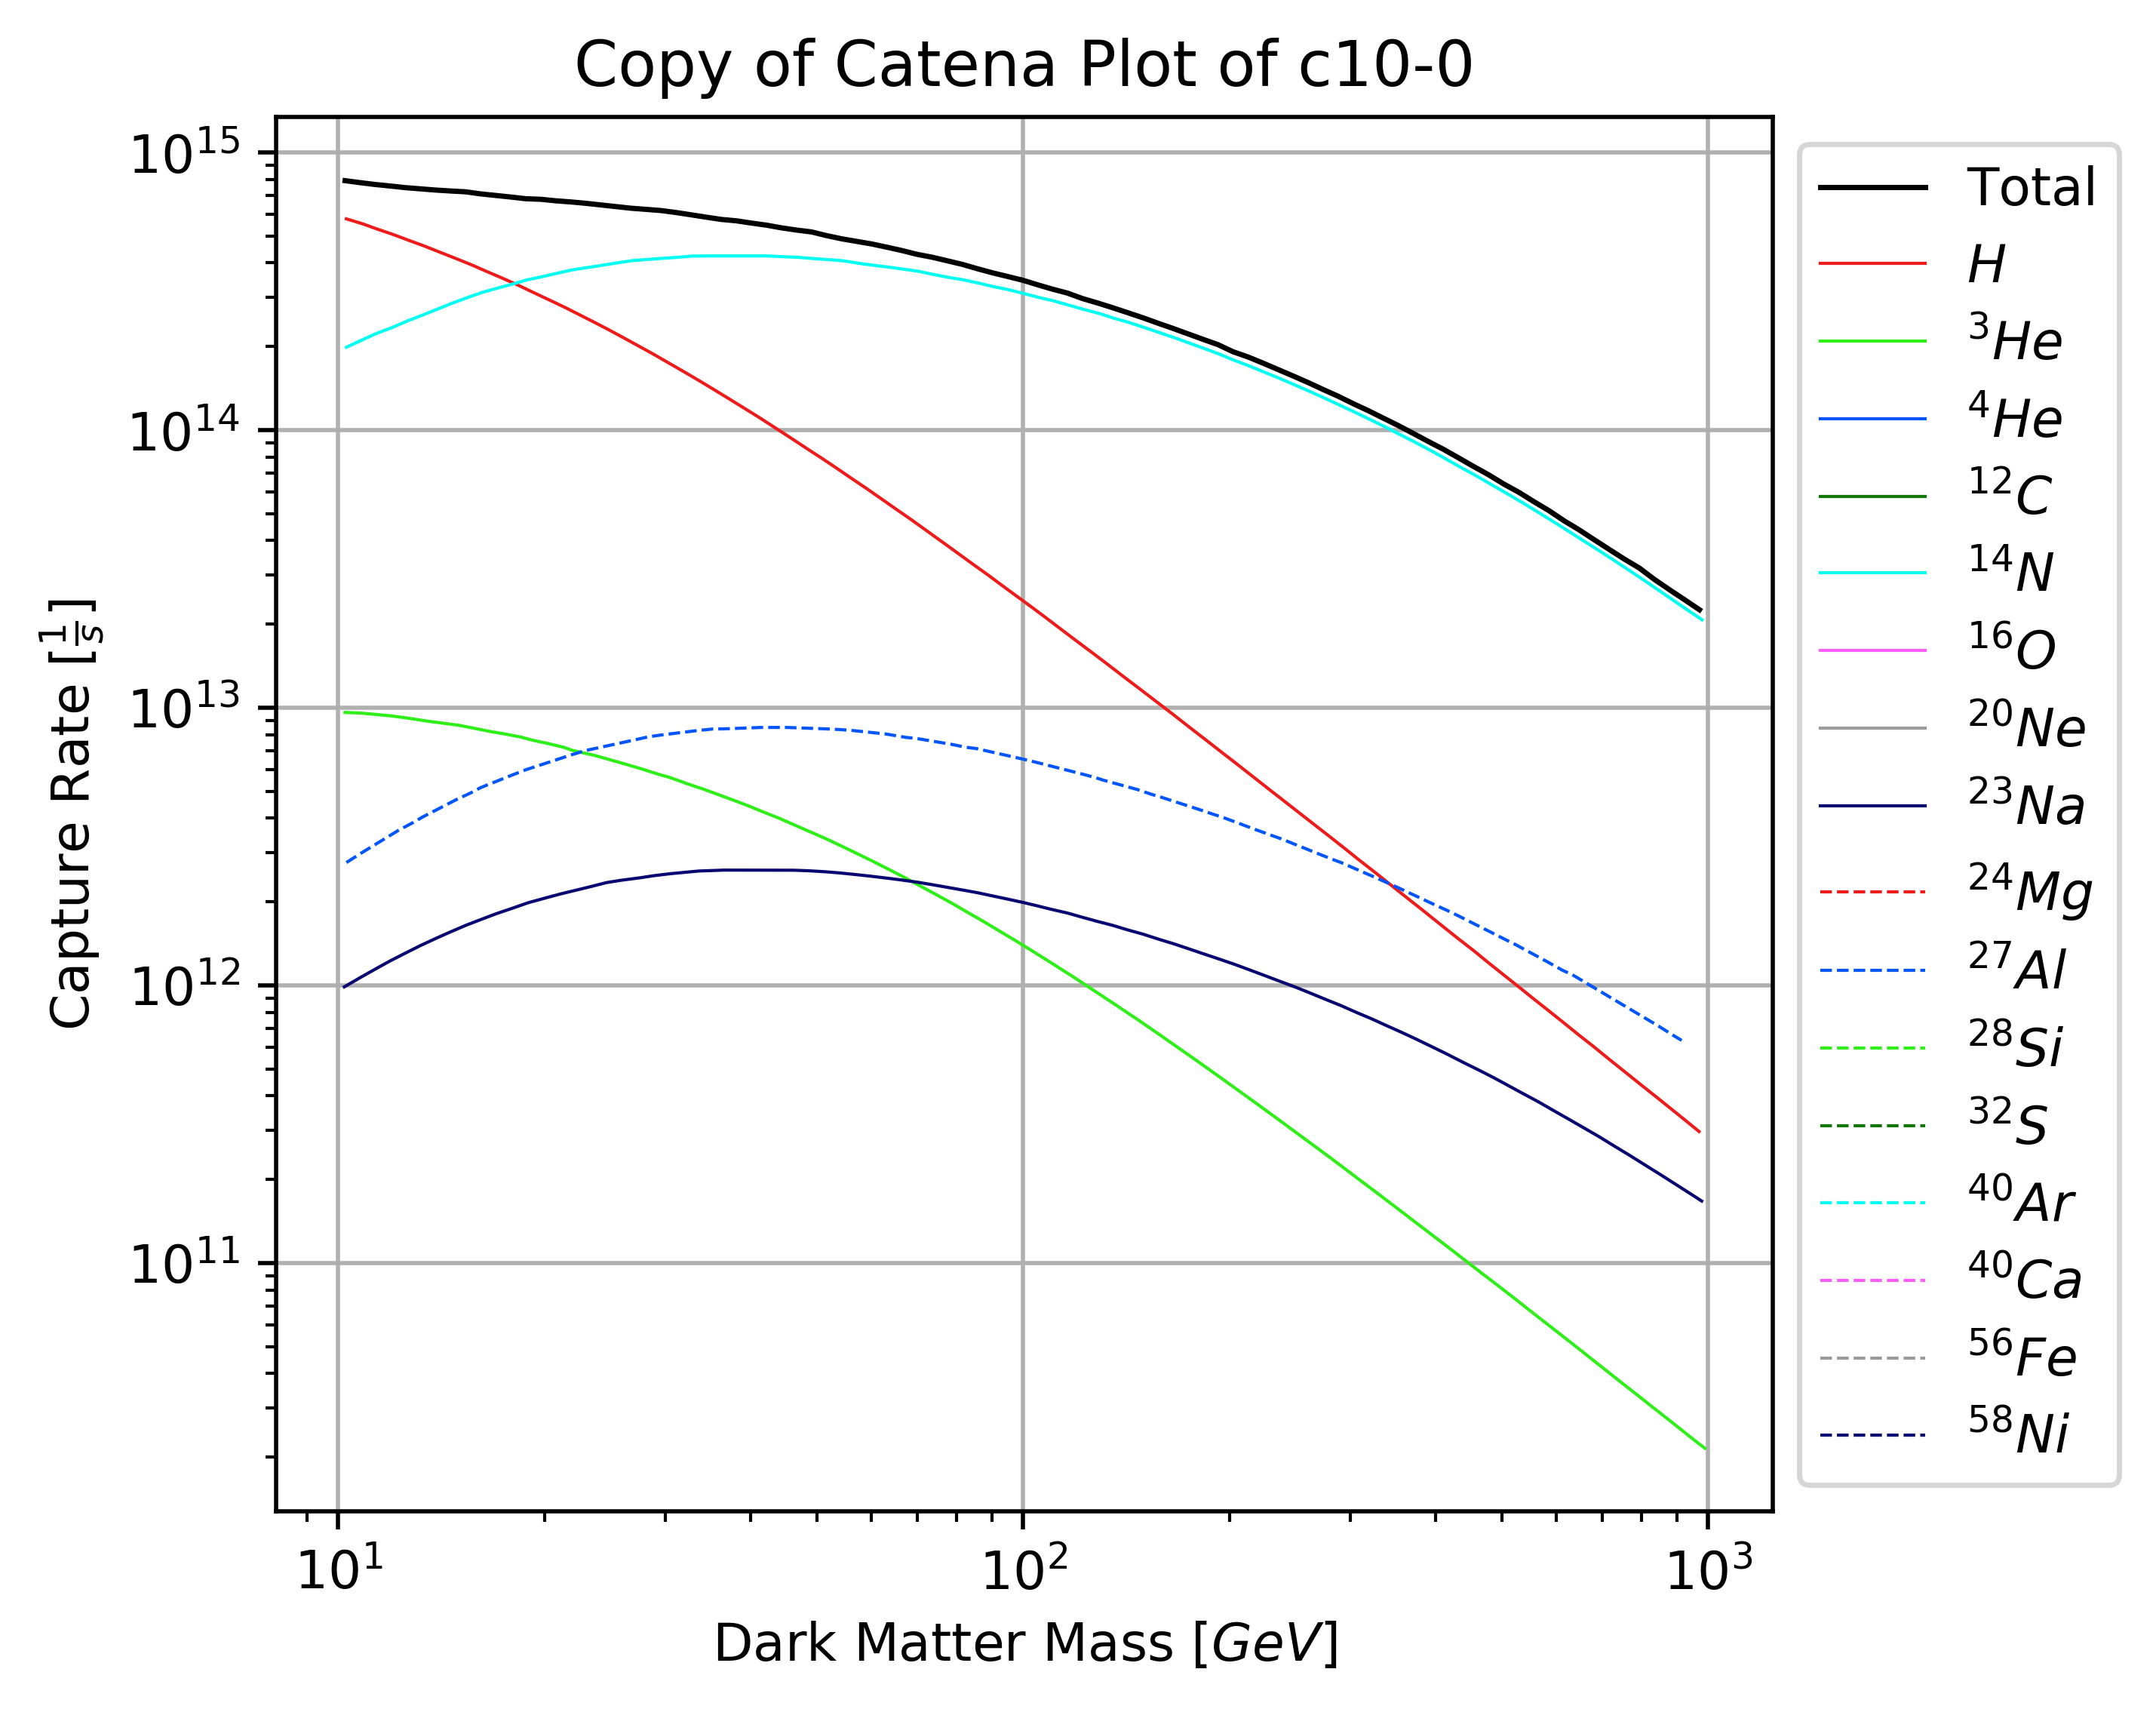 Copy of Catena Plot of c10-0
10^15
10^14
10^13
10^12
10^11
Capture Rate [1/s]
10^1
10^2
10^3
Dark Matter Mass [GeV]
Total
H
^3He
^4He
^12C
^14N
^16O
^20Ne
^23Na
^24Mg
^27Al
^28Si
^32S
^40Ar
^40Ca
^56Fe
^58Ni